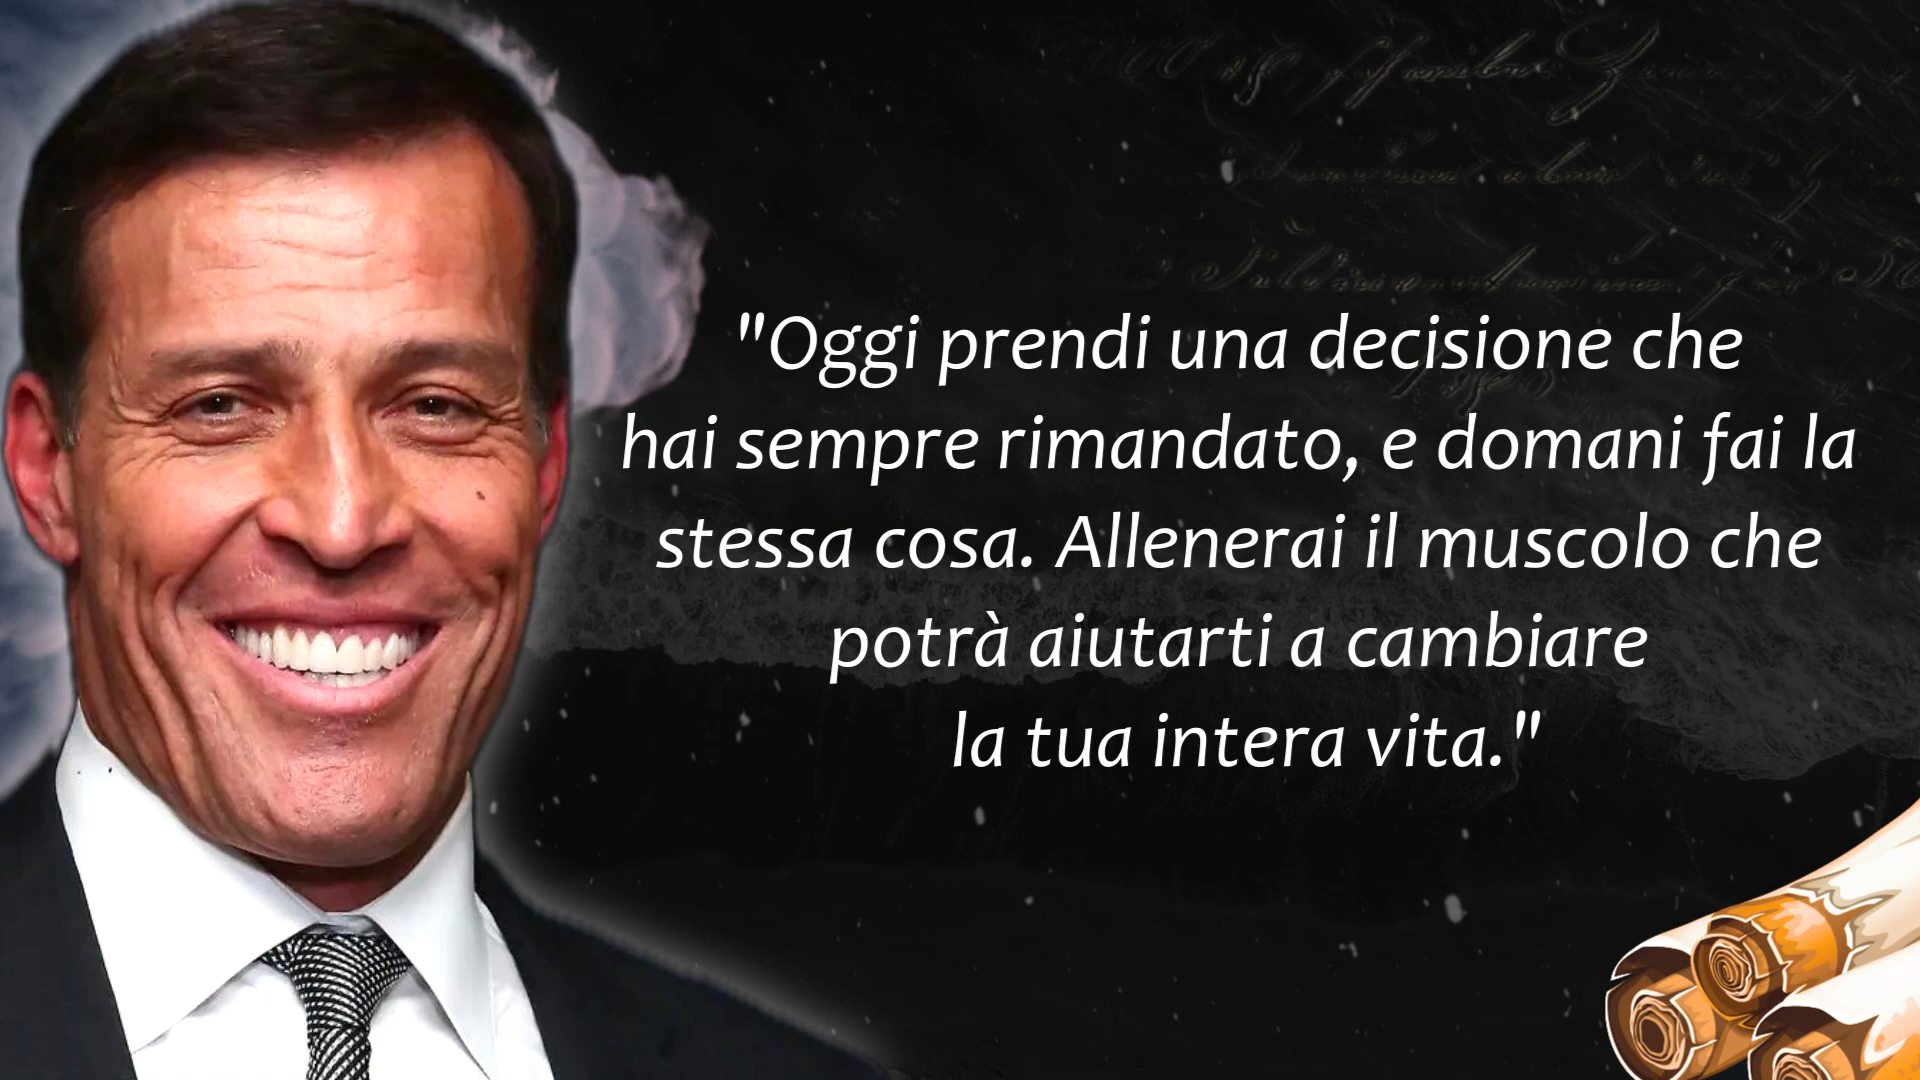 "Oggi prendi una decisione che
hai sempre rimandato, e domani fai la
stessa cosa. Allenerai il muscolo che
potrà aiutarti a cambiare
la tua intera vita."